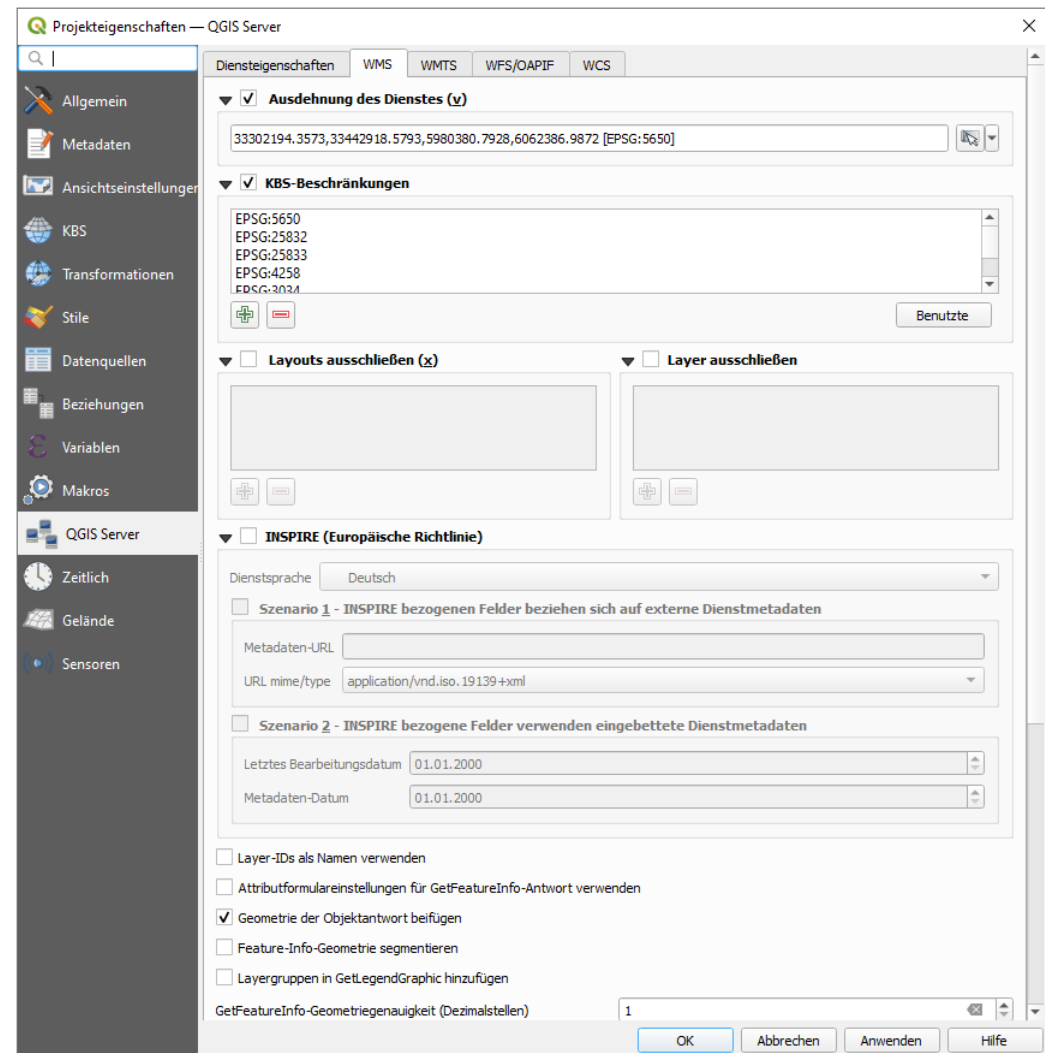 Projekteigenschaften — QGIS Server
Allgemein
Metadaten
Ansichtseinstellungen
KBS
Transformationen
Stile
Datenquellen
Beziehungen
Variablen
Makros
QGIS Server
Zeitlich
Gelände
Sensoren
Diensteigenschaften WMS WMTS WFS/OAPIF WCS
Ausdehnung des Dienstes (v)
33302194.3573,33442918.5793,5980380.7928,6062386.9872 [EPSG:5650]
KBS-Beschränkungen
EPSG:5650
EPSG:25832
EPSG:25833
EPSG:4258
EPSG:3034
Benutzte
Layouts ausschließen (x) Layer ausschließen
INSPIRE (Europäische Richtlinie)
Dienstsprache Deutsch
Szenario 1 - INSPIRE bezogenen Felder beziehen sich auf externe Dienstmetadaten
Metadaten-URL
URL mime/type application/vnd.iso.19139+xml
Szenario 2 - INSPIRE bezogene Felder verwenden eingebettete Dienstmetadaten
Letztes Bearbeitungsdatum 01.01.2000
Metadaten-Datum 01.01.2000
Layer-IDs als Namen verwenden
Attributformulareinstellungen für GetFeatureInfo-Antwort verwenden
Geometrie der Objektantwort beifügen
Feature-Info-Geometrie segmentieren
Layergruppen in GetLegendGraphic hinzufügen
GetFeatureInfo-Geometriegenauigkeit (Dezimalstellen) 1
OK Abbrechen Anwenden Hilfe